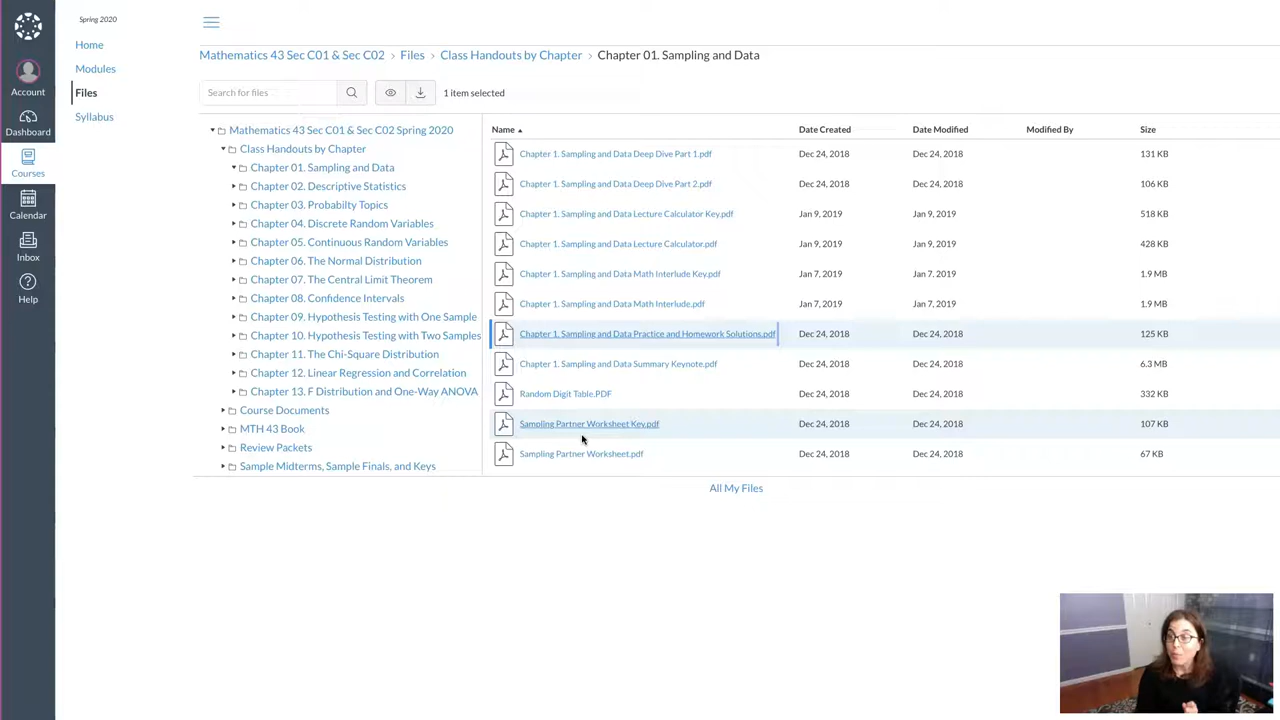 Spring 2020
Home
Modules
Files
Syllabus
Account
Dashboard
Courses
Calendar
Inbox
Help
Mathematics 43 Sec C01 & Sec C02 › Files › Class Handouts by Chapter › Chapter 01. Sampling and Data
Search for files
1 item selected
Mathematics 43 Sec C01 & Sec C02 Spring 2020
Class Handouts by Chapter
Chapter 01. Sampling and Data
Chapter 02. Descriptive Statistics
Chapter 03. Probabilty Topics
Chapter 04. Discrete Random Variables
Chapter 05. Continuous Random Variables
Chapter 06. The Normal Distribution
Chapter 07. The Central Limit Theorem
Chapter 08. Confidence Intervals
Chapter 09. Hypothesis Testing with One Sample
Chapter 10. Hypothesis Testing with Two Samples
Chapter 11. The Chi-Square Distribution
Chapter 12. Linear Regression and Correlation
Chapter 13. F Distribution and One-Way ANOVA
Course Documents
MTH 43 Book
Review Packets
Sample Midterms, Sample Finals, and Keys
Name Date Created Date Modified Modified By Size
Chapter 1. Sampling and Data Deep Dive Part 1.pdf Dec 24, 2018 Dec 24, 2018 131 KB
Chapter 1. Sampling and Data Deep Dive Part 2.pdf Dec 24, 2018 Dec 24, 2018 106 KB
Chapter 1. Sampling and Data Lecture Calculator Key.pdf Jan 9, 2019 Jan 9, 2019 518 KB
Chapter 1. Sampling and Data Lecture Calculator.pdf Jan 9, 2019 Jan 9, 2019 428 KB
Chapter 1. Sampling and Data Math Interlude Key.pdf Jan 7, 2019 Jan 7, 2019 1.9 MB
Chapter 1. Sampling and Data Math Interlude.pdf Jan 7, 2019 Jan 7, 2019 1.9 MB
Chapter 1. Sampling and Data Practice and Homework Solutions.pdf Dec 24, 2018 Dec 24, 2018 125 KB
Chapter 1. Sampling and Data Summary Keynote.pdf Dec 24, 2018 Dec 24, 2018 6.3 MB
Random Digit Table.PDF Dec 24, 2018 Dec 24, 2018 332 KB
Sampling Partner Worksheet Key.pdf Dec 24, 2018 Dec 24, 2018 107 KB
Sampling Partner Worksheet.pdf Dec 24, 2018 Dec 24, 2018 67 KB
All My Files